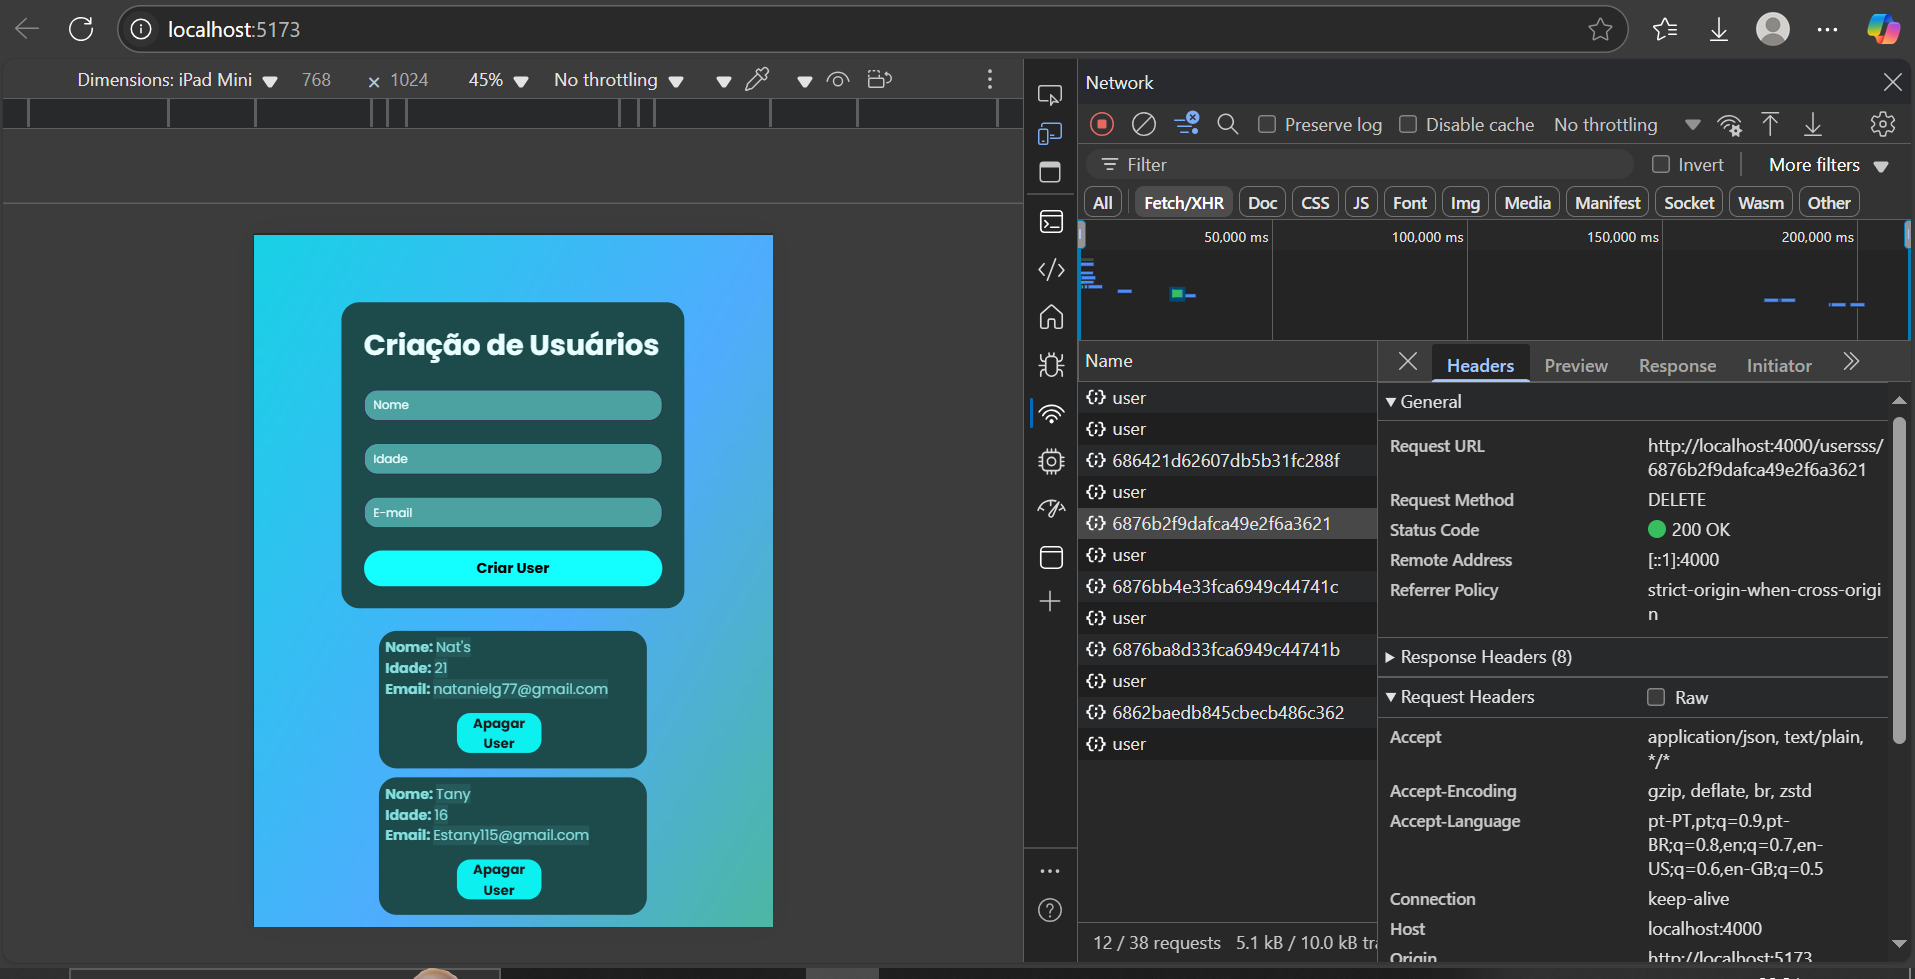 localhost:5173
Dimensions: iPad Mini 768 × 1024 45% No throttling
Criação de Usuários
Nome
Idade
E-mail
Criar User
Nome: Nat's
Idade: 21
Email: natanielg77@gmail.com
Apagar
User
Nome: Tany
Idade: 16
Email: Estany115@gmail.com
Apagar
User
Network
Preserve log Disable cache No throttling
Filter Invert More filters
All Fetch/XHR Doc CSS JS Font Img Media Manifest Socket Wasm Other
50,000 ms 100,000 ms 150,000 ms 200,000 ms
Name
user
user
686421d62607db5b31fc288f
user
6876b2f9dafca49e2f6a3621
user
6876bb4e33fca6949c44741c
user
6876ba8d33fca6949c44741b
user
6862baedb845cbecb486c362
user
12 / 38 requests 5.1 kB / 10.0 kB tra
Headers Preview Response Initiator
General
Request URL http://localhost:4000/usersss/
6876b2f9dafca49e2f6a3621
Request Method DELETE
Status Code 200 OK
Remote Address [::1]:4000
Referrer Policy strict-origin-when-cross-origi
n
Response Headers (8)
Request Headers Raw
Accept application/json, text/plain,
*/*
Accept-Encoding gzip, deflate, br, zstd
Accept-Language pt-PT,pt;q=0.9,pt-
BR;q=0.8,en;q=0.7,en-
US;q=0.6,en-GB;q=0.5
Connection keep-alive
Host localhost:4000
Origin http://localhost:5173